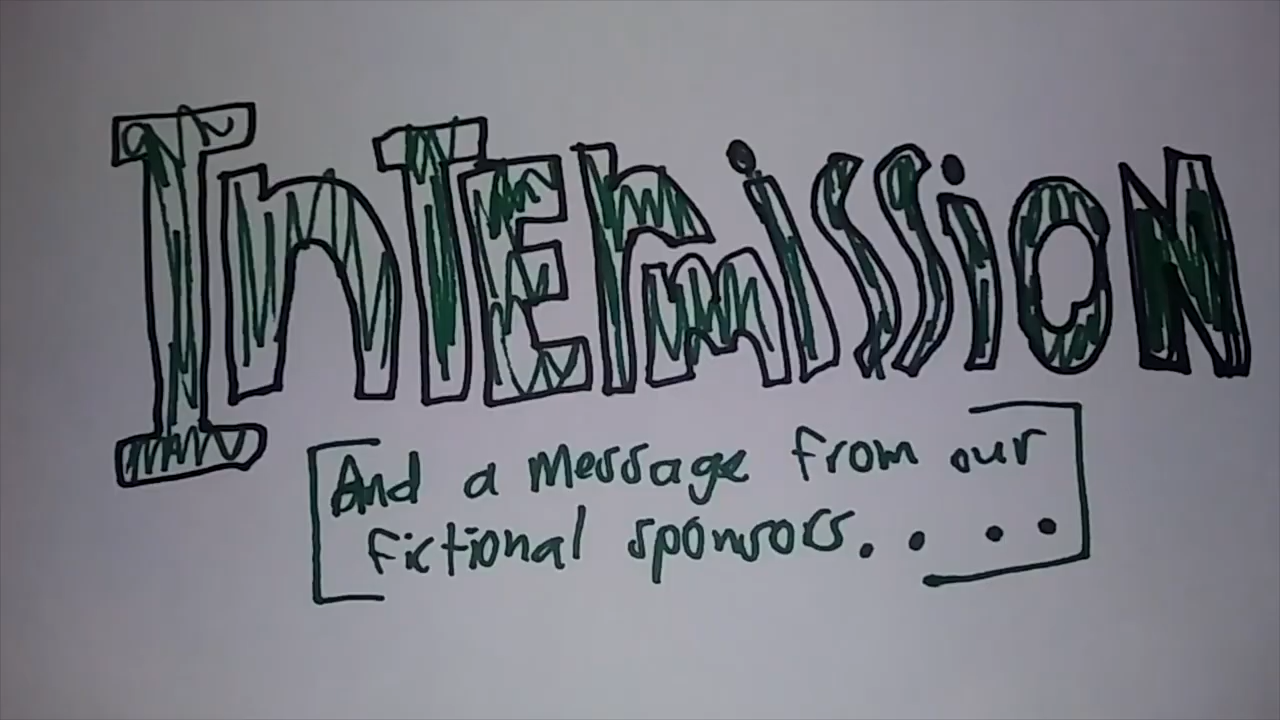 InTErmissioN
And a message from our
fictional sponsors. . . .